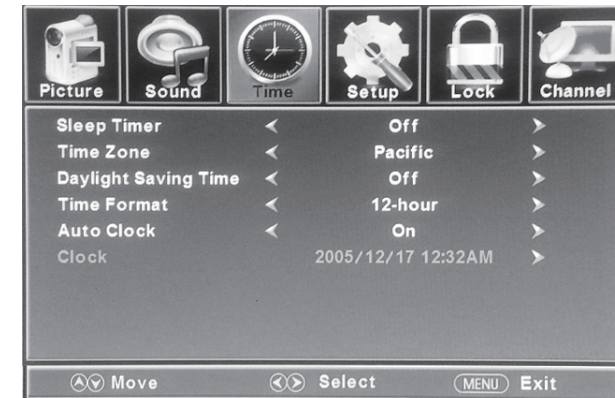 Picture Sound Time Setup Lock Channel
Sleep Timer < Off >
Time Zone < Pacific >
Daylight Saving Time < Off >
Time Format < 12-hour >
Auto Clock < On >
Clock 2005/12/17 12:32AM >
Move Select MENU Exit